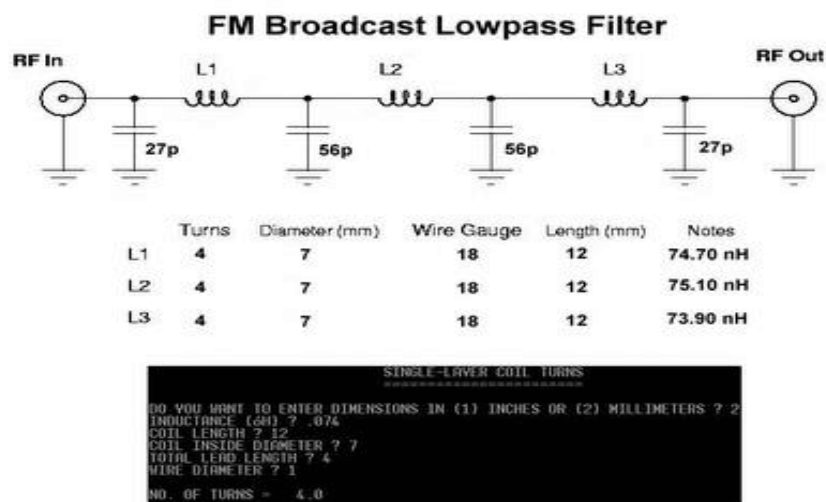 FM Broadcast Lowpass Filter
RF In
RF Out
L1
L2
L3
27p
56p
56p
27p
Turns Diameter (mm) Wire Gauge Length (mm) Notes
L1 4 7 18 12 74.70 nH
L2 4 7 18 12 75.10 nH
L3 4 7 18 12 73.90 nH
SINGLE-LAYER COIL TURNS
========================
DO YOU WANT TO ENTER DIMENSIONS IN (1) INCHES OR (2) MILLIMETERS ? 2
INDUCTANCE (æH) ? .074
COIL LENGTH ? 12
COIL INSIDE DIAMETER ? 7
TOTAL LEAD LENGTH ? 4
WIRE DIAMETER ? 1
NO. OF TURNS = 4.0